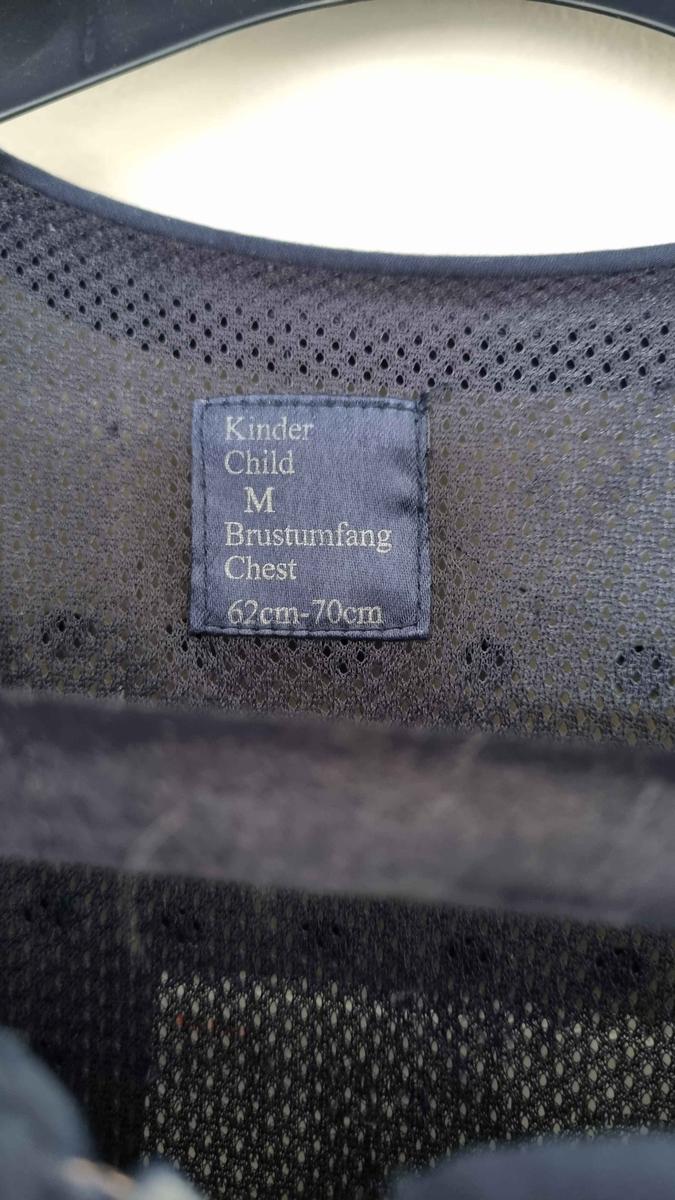 Kinder
Child
M
Brustumfang
Chest
62cm-70cm